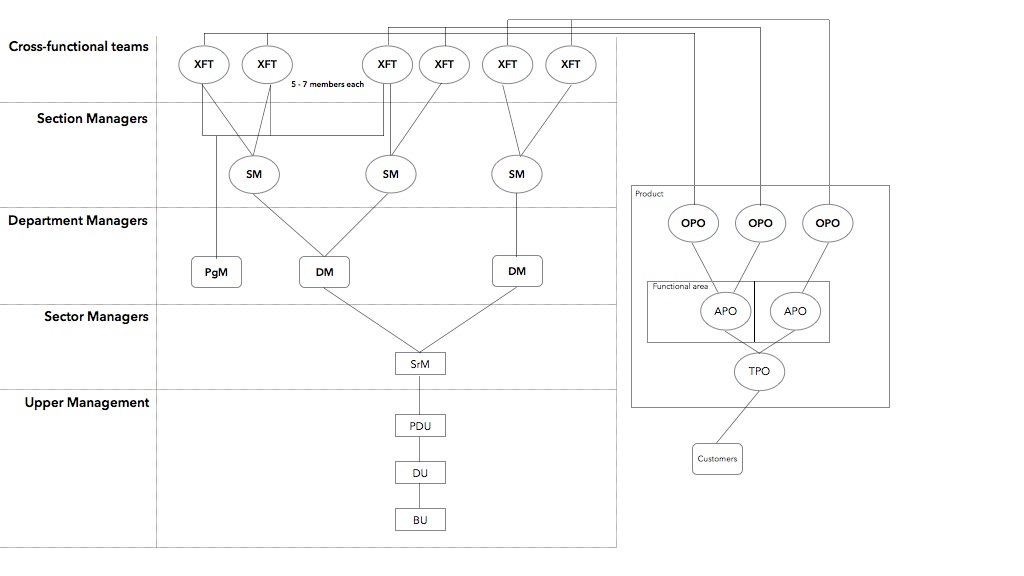 Cross-functional teams
XFT XFT XFT XFT XFT XFT
5 - 7 members each
Section Managers
SM SM SM
Product
Department Managers
OPO OPO OPO
PgM DM DM
Functional area
Sector Managers
APO APO
SrM
TPO
Upper Management
PDU
Customers
DU
BU